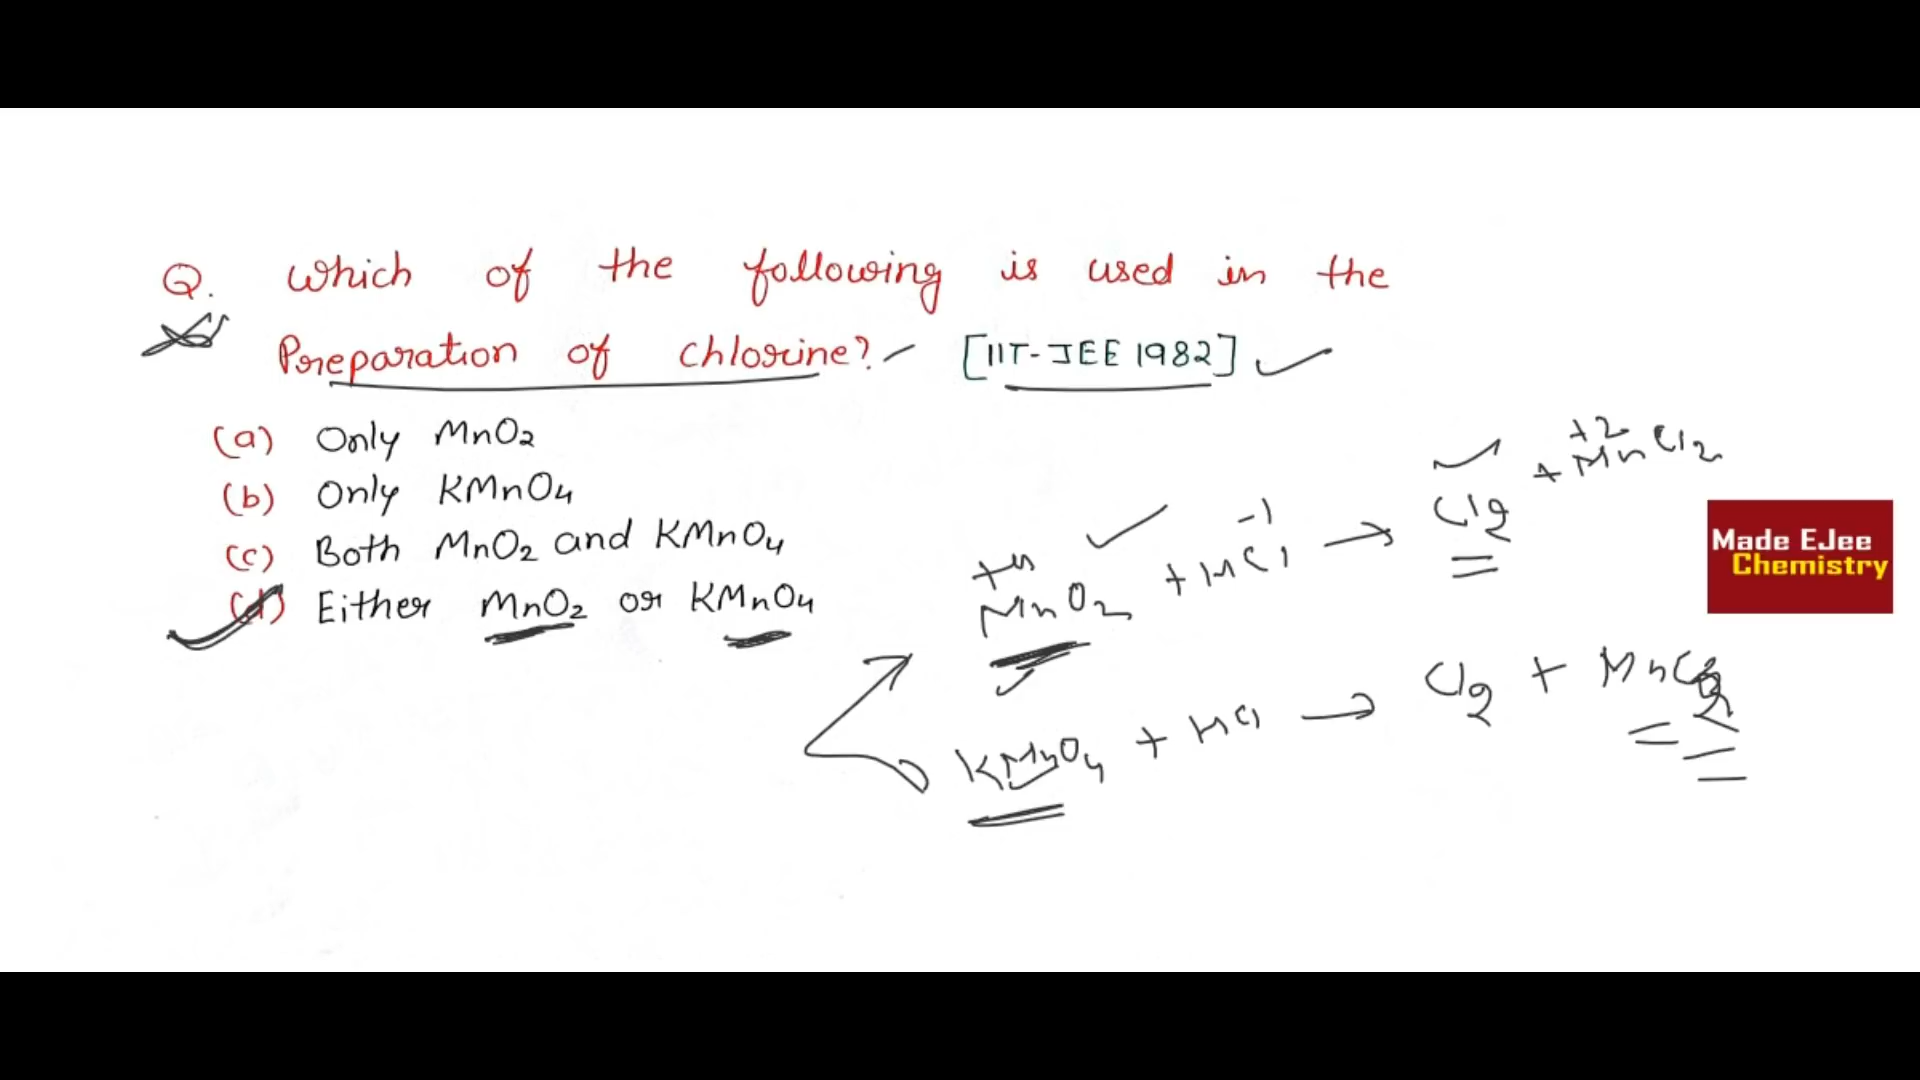 Q. Which of the following is used in the
Preparation of chlorine? [IIT-JEE 1982]
(a) Only MnO2
(b) Only KMnO4
(c) Both MnO2 and KMnO4
(d) Either MnO2 or KMnO4
+4 -1 +2
MnO2 + HCl → Cl2 + MnCl2
KMnO4 + HCl → Cl2 + MnCl2
Made EJee
Chemistry